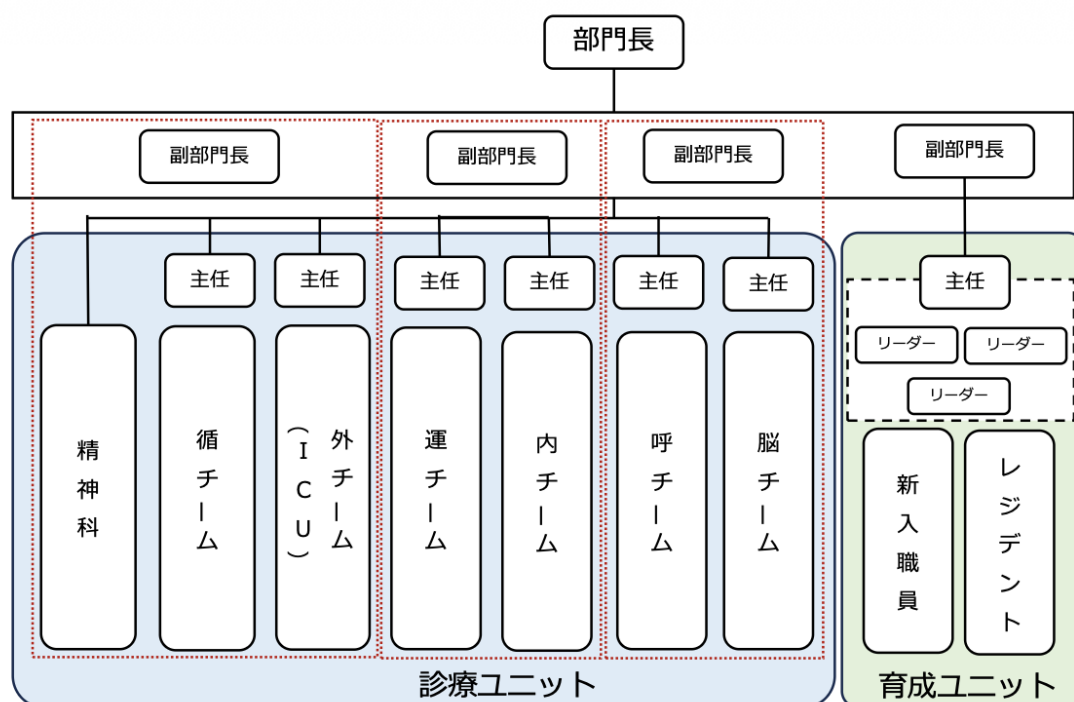 部門長
副部門長
副部門長
副部門長
副部門長
主任
主任
主任
主任
主任
主任
主任
リーダー
リーダー
リーダー
精神科
循チーム
外チーム
(ICU)
運チーム
内チーム
呼チーム
脳チーム
新入職員
レジデント
診療ユニット
育成ユニット